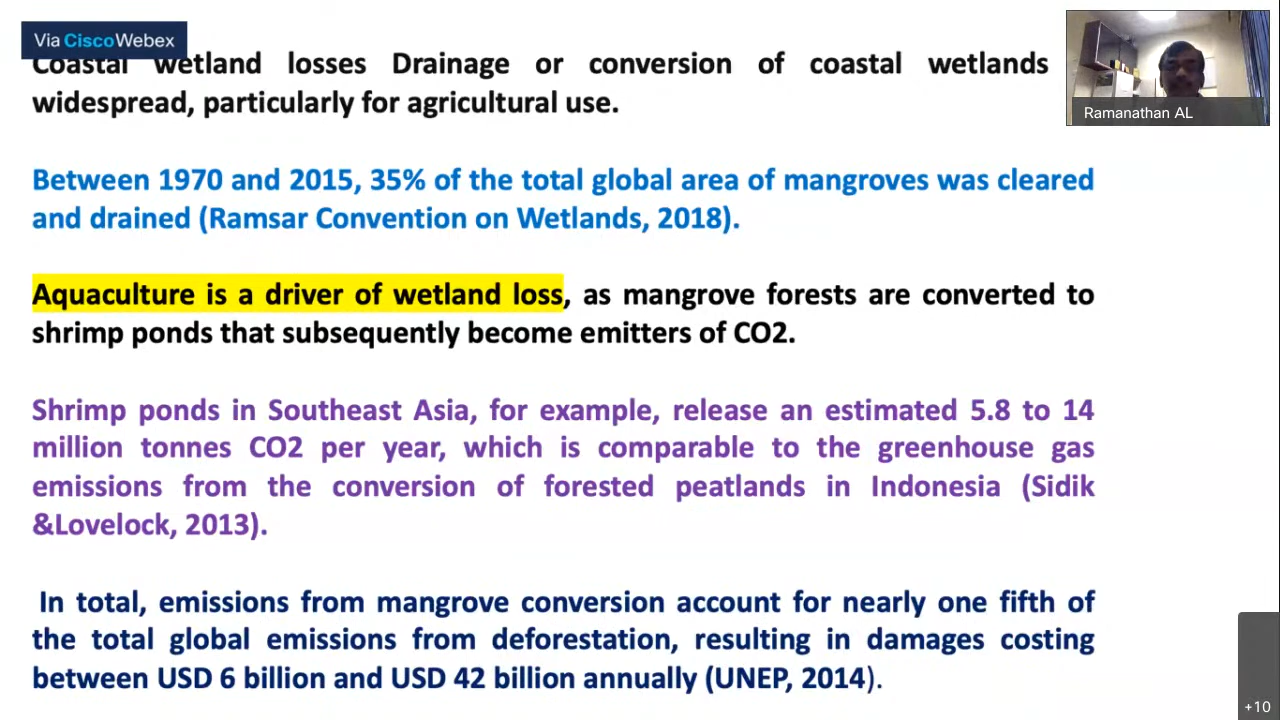 Via Cisco Webex
Coastal wetland losses Drainage or conversion of coastal wetlands
widespread, particularly for agricultural use.
Between 1970 and 2015, 35% of the total global area of mangroves was cleared
and drained (Ramsar Convention on Wetlands, 2018).
Aquaculture is a driver of wetland loss, as mangrove forests are converted to
shrimp ponds that subsequently become emitters of CO2.
Shrimp ponds in Southeast Asia, for example, release an estimated 5.8 to 14
million tonnes CO2 per year, which is comparable to the greenhouse gas
emissions from the conversion of forested peatlands in Indonesia (Sidik
&Lovelock, 2013).
In total, emissions from mangrove conversion account for nearly one fifth of
the total global emissions from deforestation, resulting in damages costing
between USD 6 billion and USD 42 billion annually (UNEP, 2014).
Ramanathan AL
+10